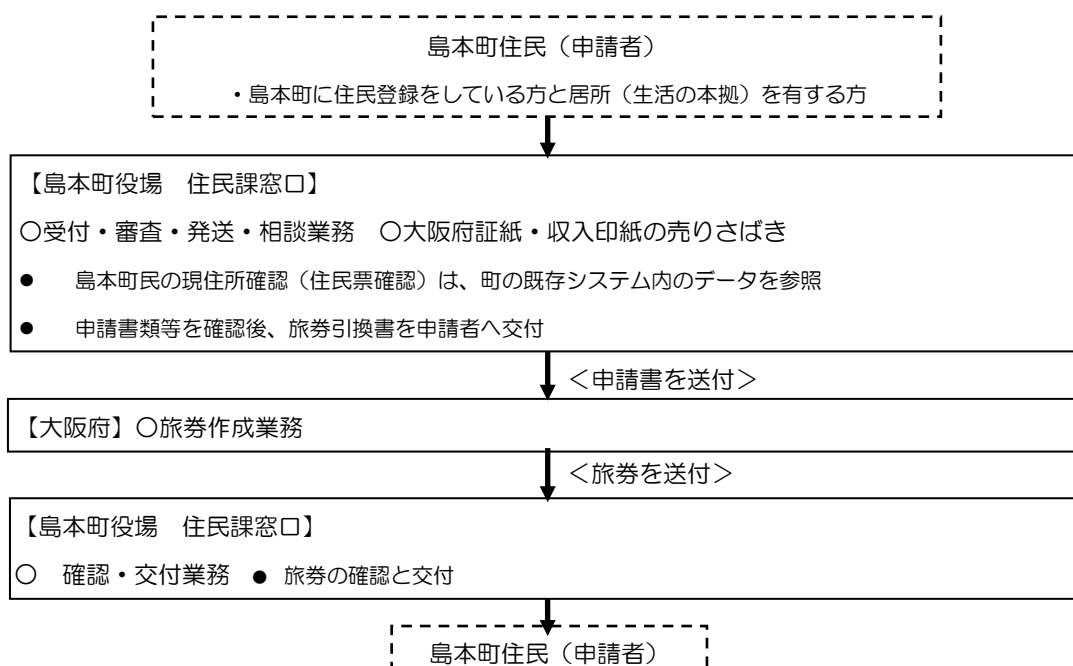 島本町住民（申請者）
・島本町に住民登録をしている方と居所（生活の本拠）を有する方
【島本町役場　住民課窓口】
〇受付・審査・発送・相談業務　〇大阪府証紙・収入印紙の売りさばき
●　島本町民の現住所確認（住民票確認）は、町の既存システム内のデータを参照
●　申請書類等を確認後、旅券引換書を申請者へ交付
＜申請書を送付＞
【大阪府】〇旅券作成業務
＜旅券を送付＞
【島本町役場　住民課窓口】
〇　確認・交付業務　●　旅券の確認と交付
島本町住民（申請者）